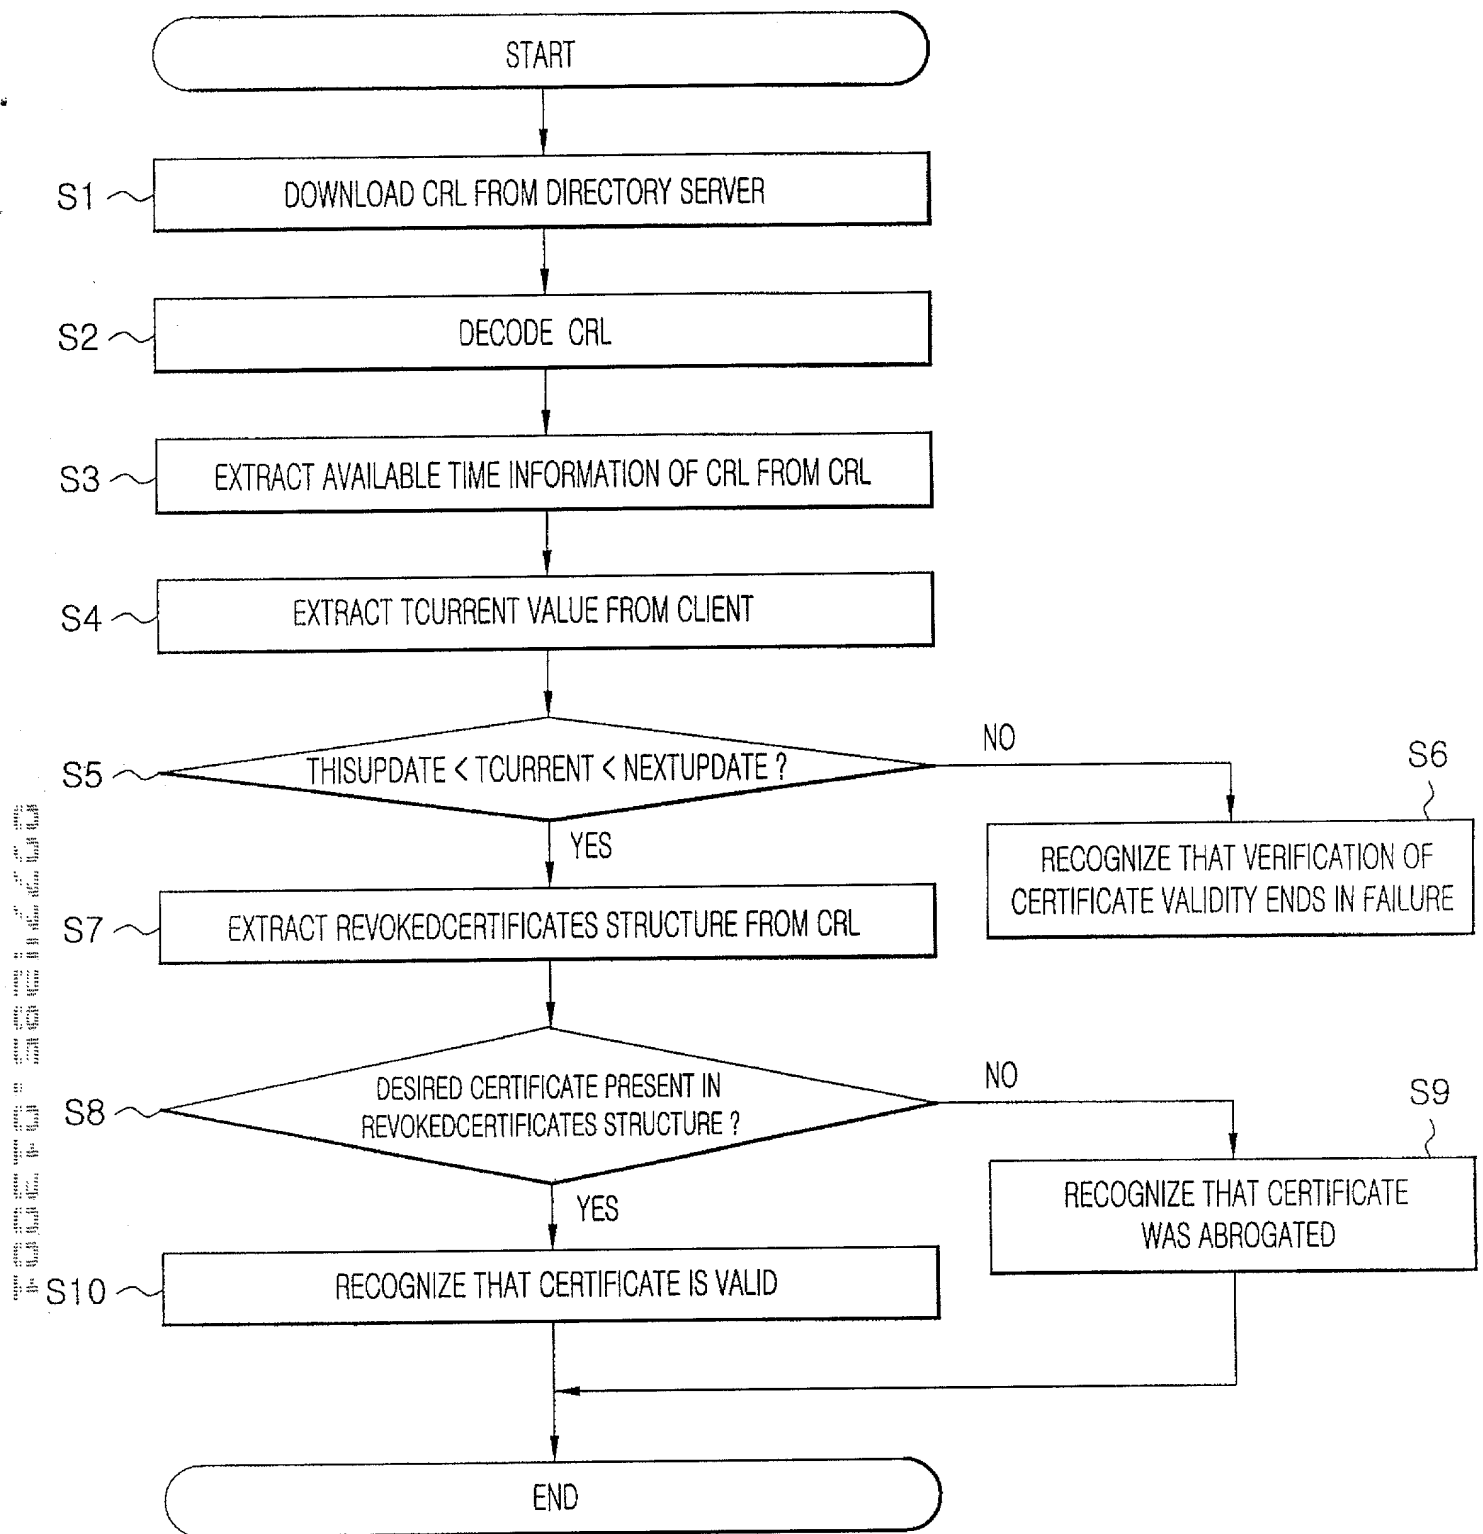 START
S1
DOWNLOAD CRL FROM DIRECTORY SERVER
S2
DECODE CRL
S3
EXTRACT AVAILABLE TIME INFORMATION OF CRL FROM CRL
S4
EXTRACT TCURRENT VALUE FROM CLIENT
S5
THISUPDATE < TCURRENT < NEXTUPDATE ?
NO
YES
S6
RECOGNIZE THAT VERIFICATION OF
CERTIFICATE VALIDITY ENDS IN FAILURE
S7
EXTRACT REVOKEDCERTIFICATES STRUCTURE FROM CRL
S8
DESIRED CERTIFICATE PRESENT IN
REVOKEDCERTIFICATES STRUCTURE ?
NO
YES
S9
RECOGNIZE THAT CERTIFICATE
WAS ABROGATED
S10
RECOGNIZE THAT CERTIFICATE IS VALID
END